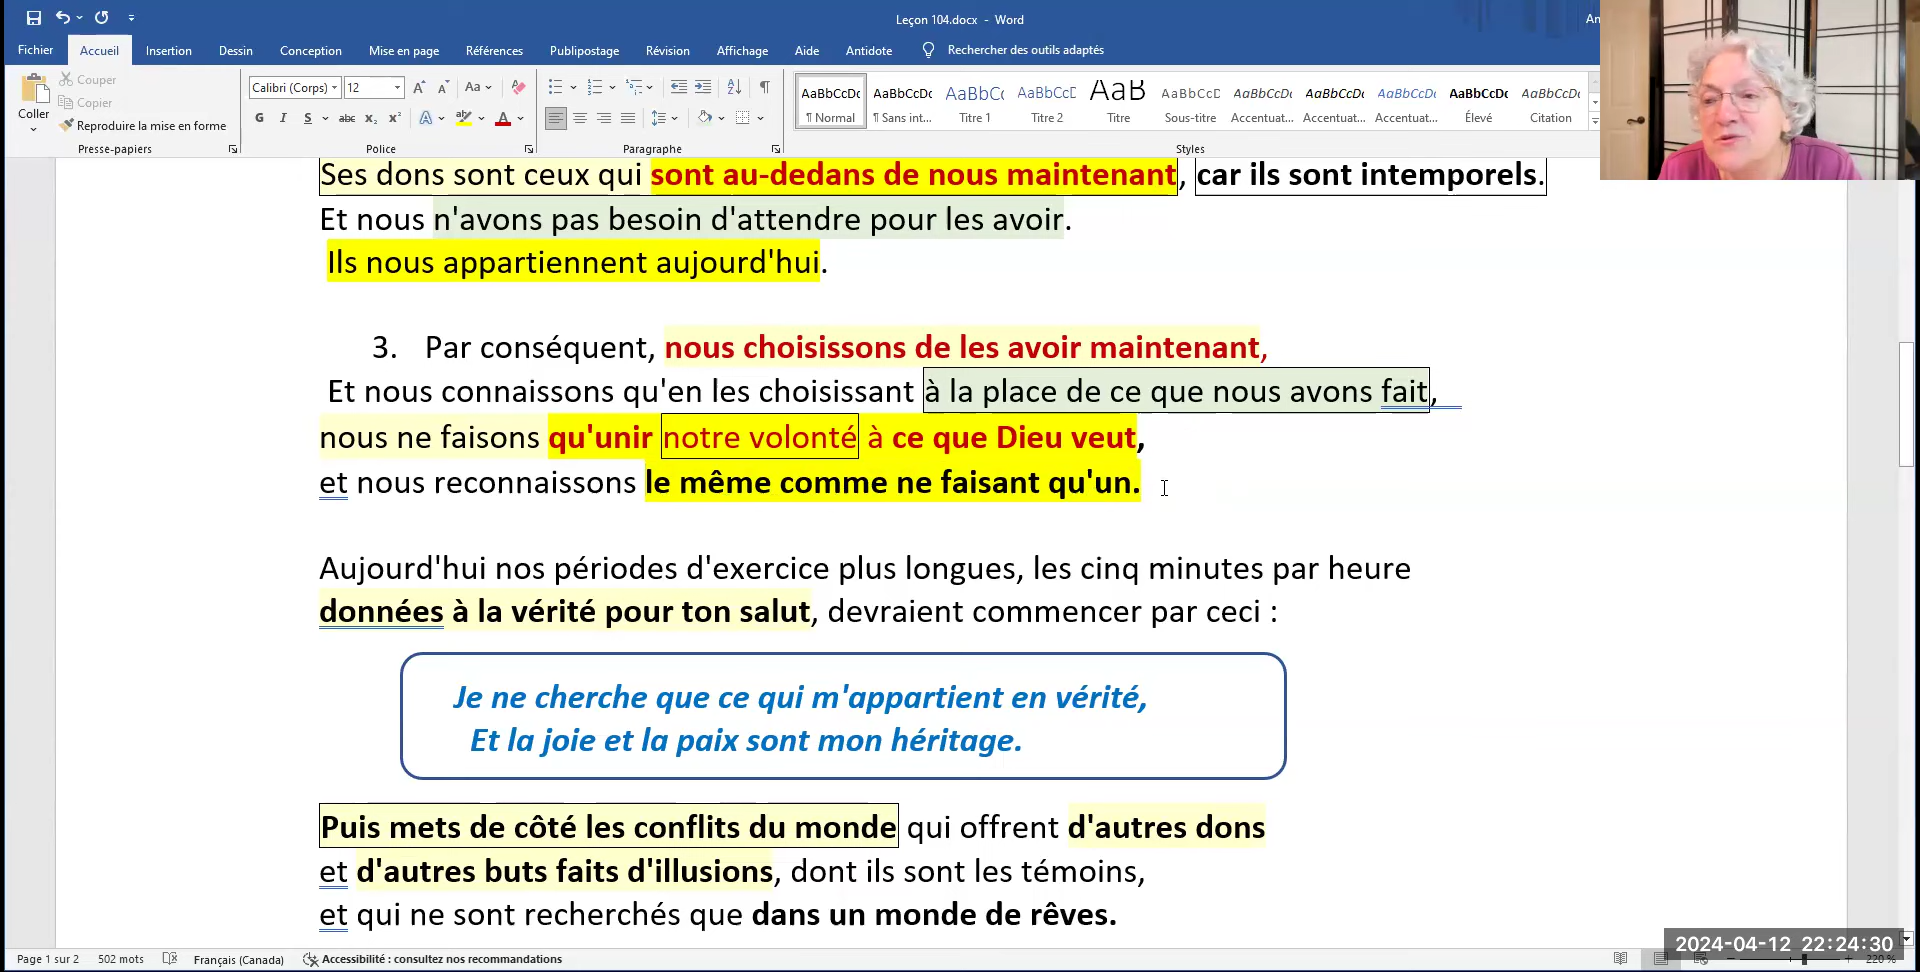 Leçon 104.docx - Word
An
Fichier Accueil Insertion Dessin Conception Mise en page Références Publipostage Révision Affichage Aide Antidote Rechercher des outils adaptés
Coller
Couper
Copier
Reproduire la mise en forme
Presse-papiers
Calibri (Corps) 12
Police
Paragraphe
AaBbCcDc AaBbCcDc AaBbCc AaBbCcD AaB AaBbCcD AaBbCcDc AaBbCcDc AaBbCcDc AaBbCcDc AaBbCcDc
¶ Normal ¶ Sans int... Titre 1 Titre 2 Titre Sous-titre Accentuat... Accentuat... Accentuat... Élevé Citation
Styles
Ses dons sont ceux qui sont au-dedans de nous maintenant, car ils sont intemporels.
Et nous n'avons pas besoin d'attendre pour les avoir.
Ils nous appartiennent aujourd'hui.
3. Par conséquent, nous choisissons de les avoir maintenant,
Et nous connaissons qu'en les choisissant à la place de ce que nous avons fait,
nous ne faisons qu'unir notre volonté à ce que Dieu veut,
et nous reconnaissons le même comme ne faisant qu'un.
Aujourd'hui nos périodes d'exercice plus longues, les cinq minutes par heure
données à la vérité pour ton salut, devraient commencer par ceci :
Je ne cherche que ce qui m'appartient en vérité,
Et la joie et la paix sont mon héritage.
Puis mets de côté les conflits du monde qui offrent d'autres dons
et d'autres buts faits d'illusions, dont ils sont les témoins,
et qui ne sont recherchés que dans un monde de rêves.
2024-04-12 22:24:30
Page 1 sur 2 502 mots Français (Canada) Accessibilité : consultez nos recommandations 220 %